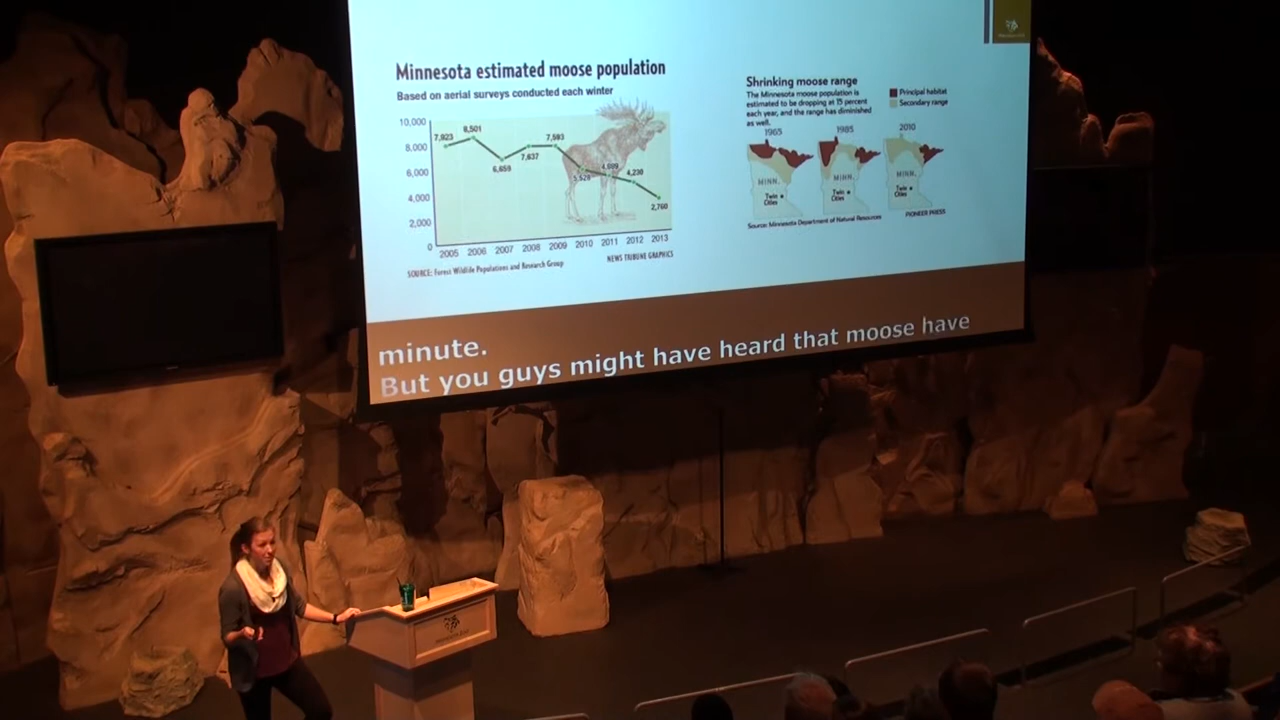 Minnesota estimated moose population
Based on aerial surveys conducted each winter
10,000
8,000
6,000
4,000
2,000
0
7,923
8,501
6,659
7,637
7,593
5,528
4,909
4,230
2,760
2005 2006 2007 2008 2009 2010 2011 2012 2013
SOURCE: Forest Wildlife Populations and Research Group
NEWS TRIBUNE GRAPHICS
Shrinking moose range
The Minnesota moose population is
estimated to be dropping at 15 percent
each year, and the range has diminished
as well.
Principal habitat
Secondary range
1965
1985
2010
MINN.
Twin
Cities
MINN.
Twin
Cities
MINN.
Twin
Cities
Source: Minnesota Department of Natural Resources
PIONEER PRESS
minute.
But you guys might have heard that moose have